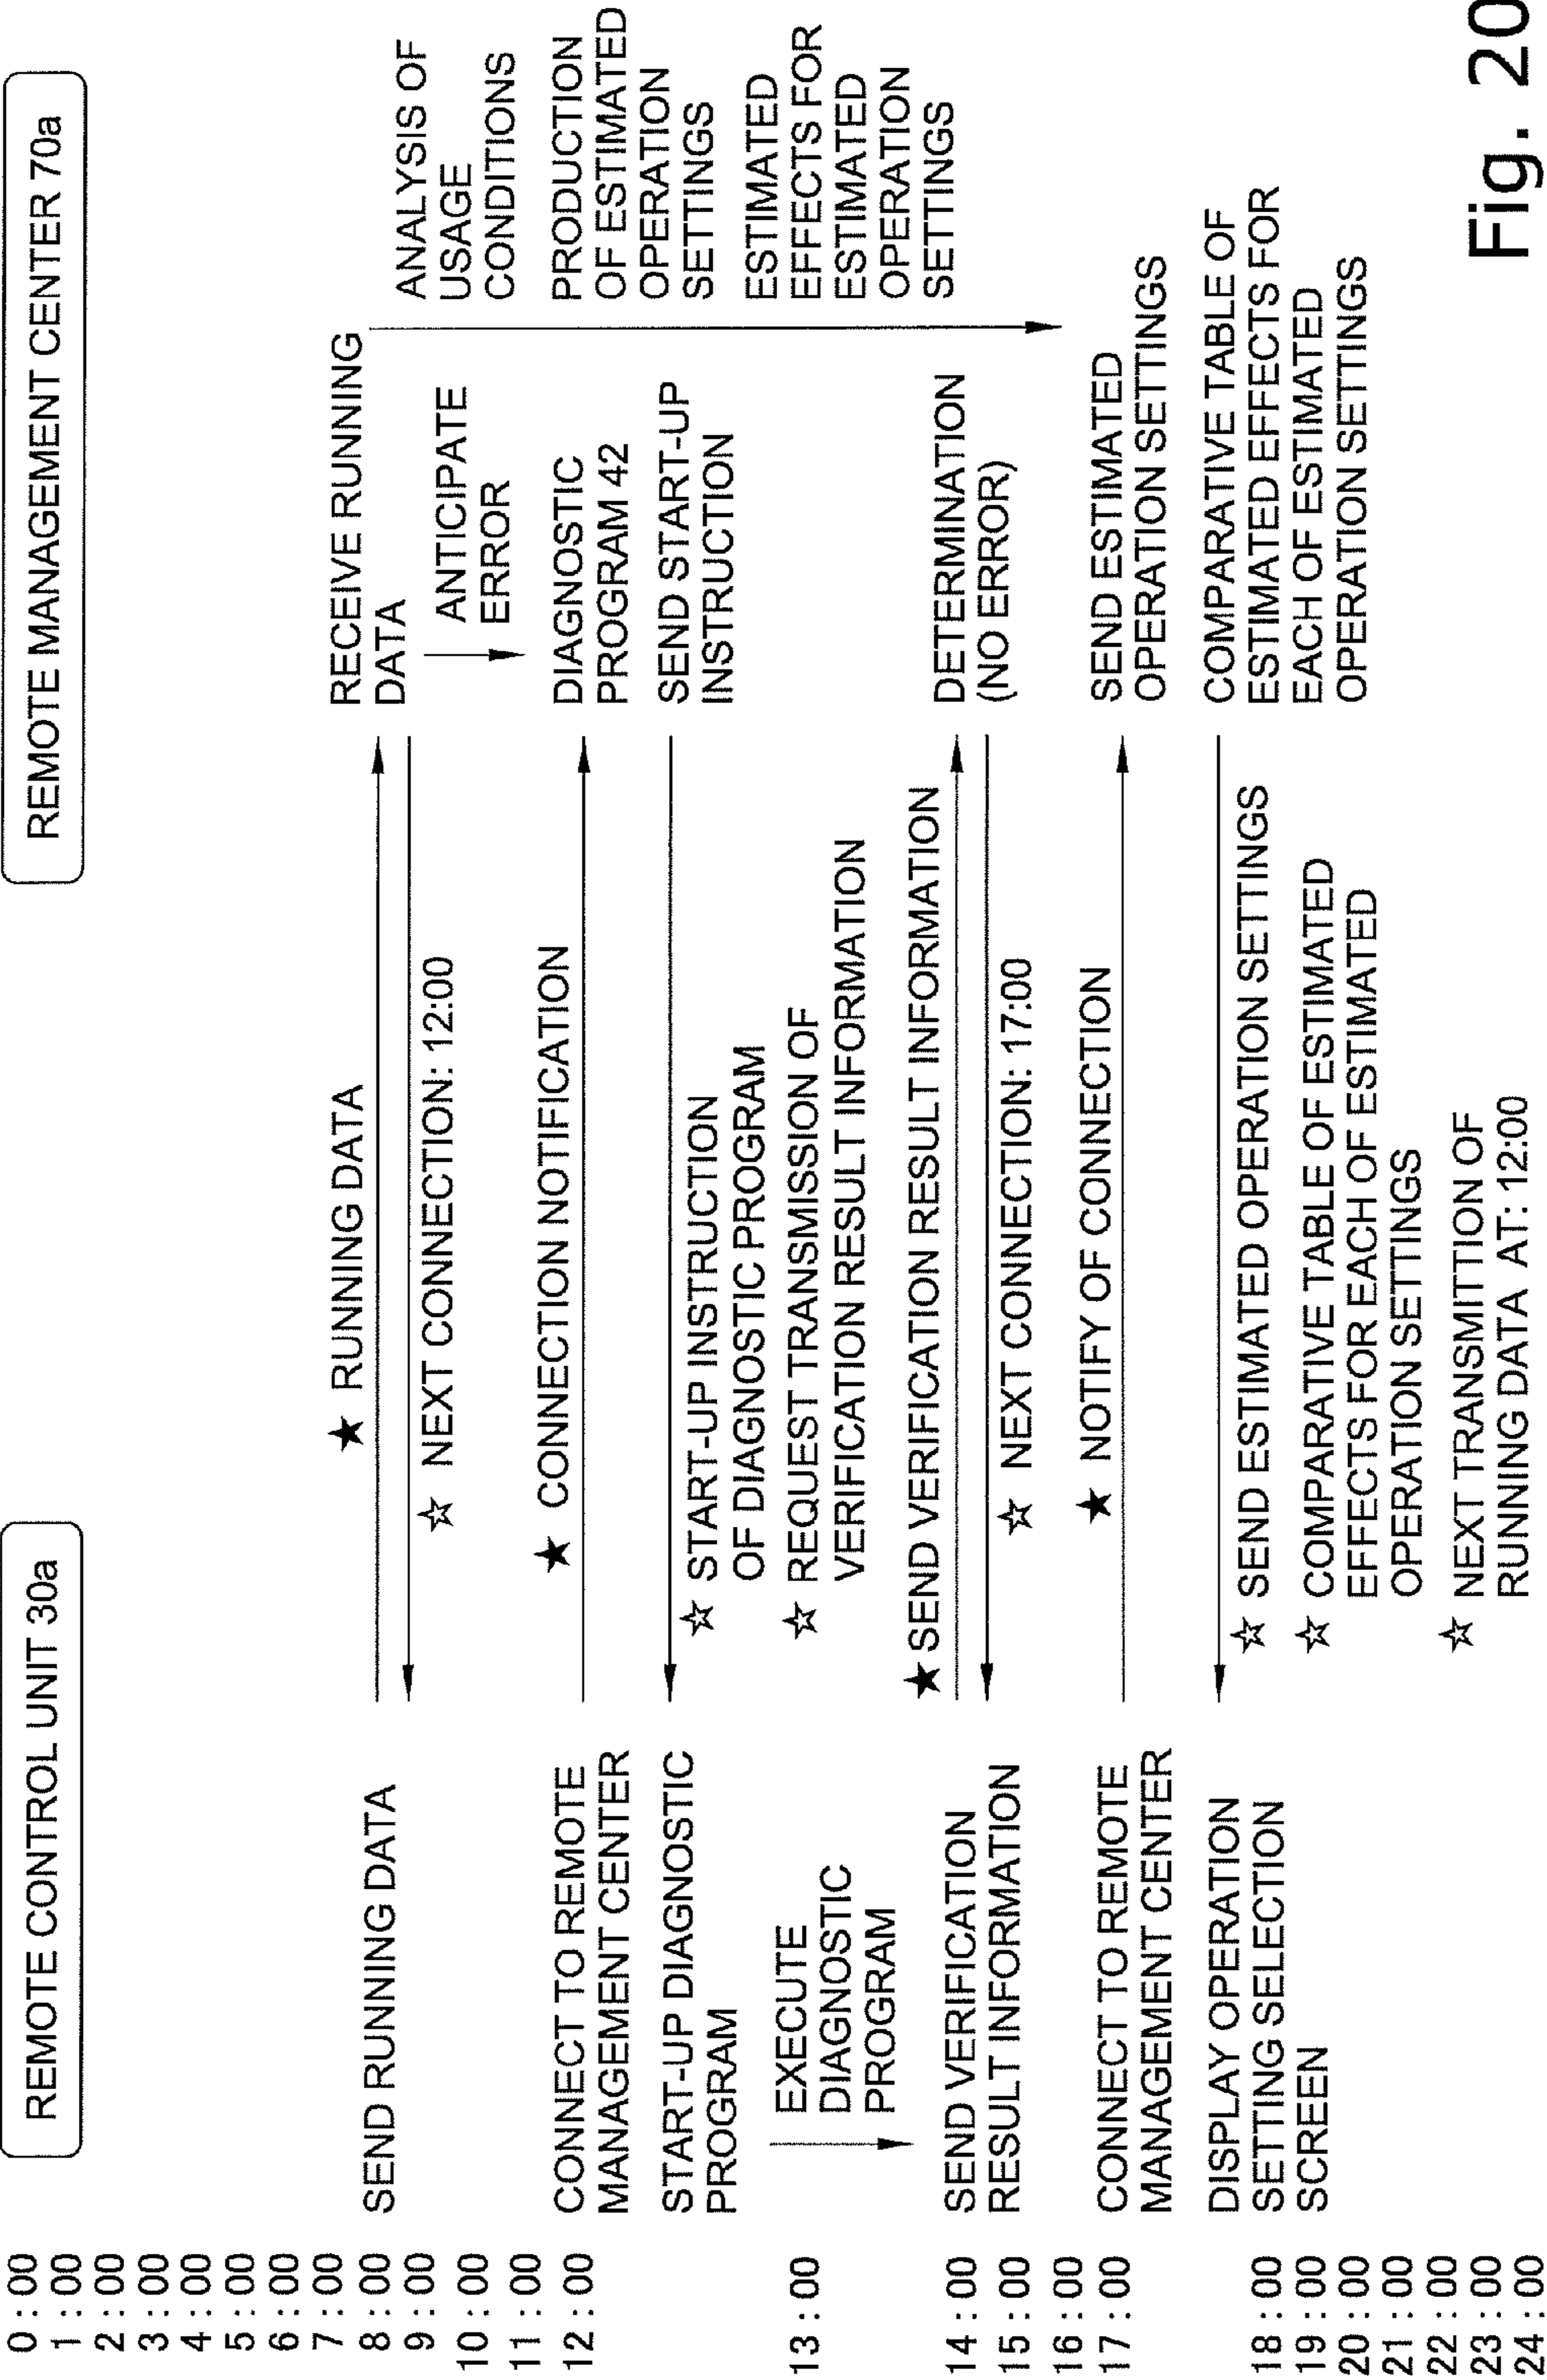 REMOTE CONTROL UNIT 30a
REMOTE MANAGEMENT CENTER 70a
0:00
1:00
2:00
3:00
4:00
5:00
6:00
7:00
8:00
9:00
10:00
11:00
12:00
13:00
14:00
15:00
16:00
17:00
18:00
19:00
20:00
21:00
22:00
23:00
24:00
SEND RUNNING DATA
CONNECT TO REMOTE
MANAGEMENT CENTER
START-UP DIAGNOSTIC
PROGRAM
EXECUTE
DIAGNOSTIC
PROGRAM
SEND VERIFICATION
RESULT INFORMATION
CONNECT TO REMOTE
MANAGEMENT CENTER
DISPLAY OPERATION
SETTING SELECTION
SCREEN
★ RUNNING DATA
☆ NEXT CONNECTION: 12:00
★ CONNECTION NOTIFICATION
☆ START-UP INSTRUCTION
OF DIAGNOSTIC PROGRAM
☆ REQUEST TRANSMISSION OF
VERIFICATION RESULT INFORMATION
★ SEND VERIFICATION RESULT INFORMATION
☆ NEXT CONNECTION: 17:00
★ NOTIFY OF CONNECTION
☆ SEND ESTIMATED OPERATION SETTINGS
☆ COMPARATIVE TABLE OF ESTIMATED
EFFECTS FOR EACH OF ESTIMATED
OPERATION SETTINGS
☆ NEXT TRANSMITION OF
RUNNING DATA AT: 12:00
RECEIVE RUNNING
DATA
ANTICIPATE
ERROR
DIAGNOSTIC
PROGRAM 42
SEND START-UP
INSTRUCTION
DETERMINATION
(NO ERROR)
SEND ESTIMATED
OPERATION SETTINGS
COMPARATIVE TABLE OF
ESTIMATED EFFECTS FOR
EACH OF ESTIMATED
OPERATION SETTINGS
ANALYSIS OF
USAGE
CONDITIONS
PRODUCTION
OF ESTIMATED
OPERATION
SETTINGS
ESTIMATED
EFFECTS FOR
ESTIMATED
OPERATION
SETTINGS
Fig. 20